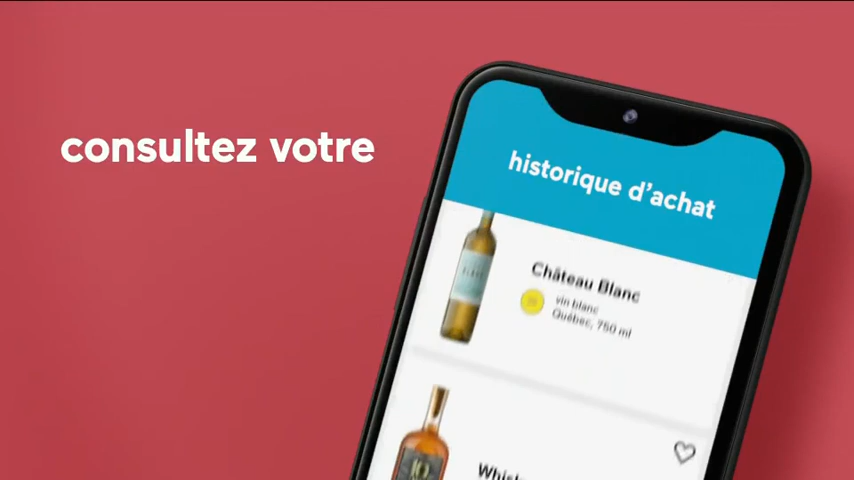 consultez votre
historique d'achat
Château Blanc
vin blanc
Québec, 750 ml